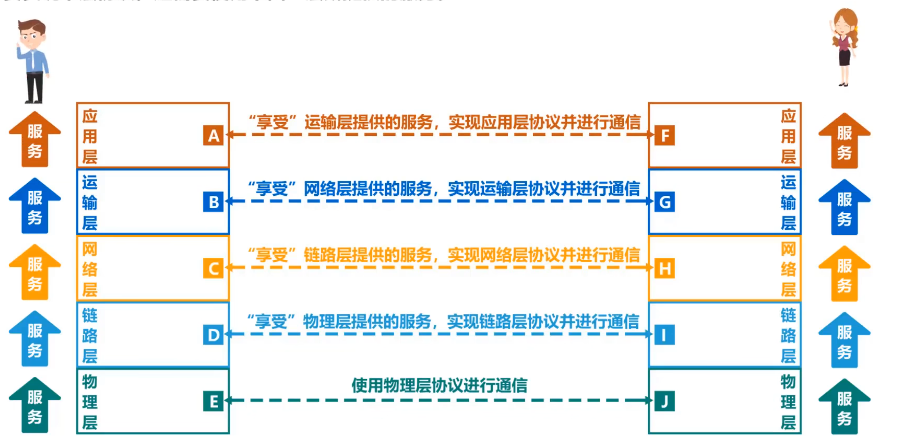 应用层
服务
A
“享受”运输层提供的服务，实现应用层协议并进行通信
F
应用层
服务
运输层
服务
B
“享受”网络层提供的服务，实现运输层协议并进行通信
G
运输层
服务
网络层
服务
C
“享受”链路层提供的服务，实现网络层协议并进行通信
H
网络层
服务
链路层
服务
D
“享受”物理层提供的服务，实现链路层协议并进行通信
I
链路层
服务
物理层
服务
E
使用物理层协议进行通信
J
物理层
服务